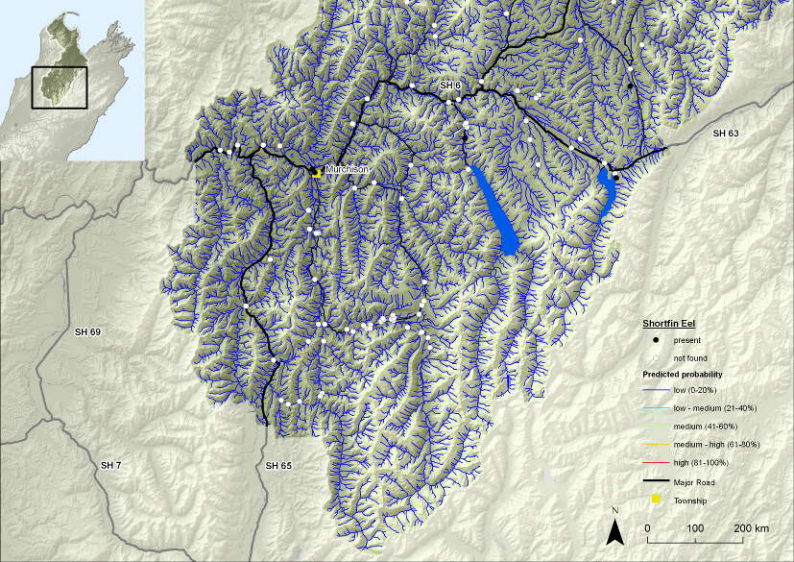 SH 6
SH 63
Murchison
SH 69
SH 7
SH 65
Shortfin Eel
present
not found
Predicted probability
low (0-20%)
low - medium (21-40%)
medium (41-60%)
medium - high (61-80%)
high (81-100%)
Major Road
Township
N
0 100 200 km